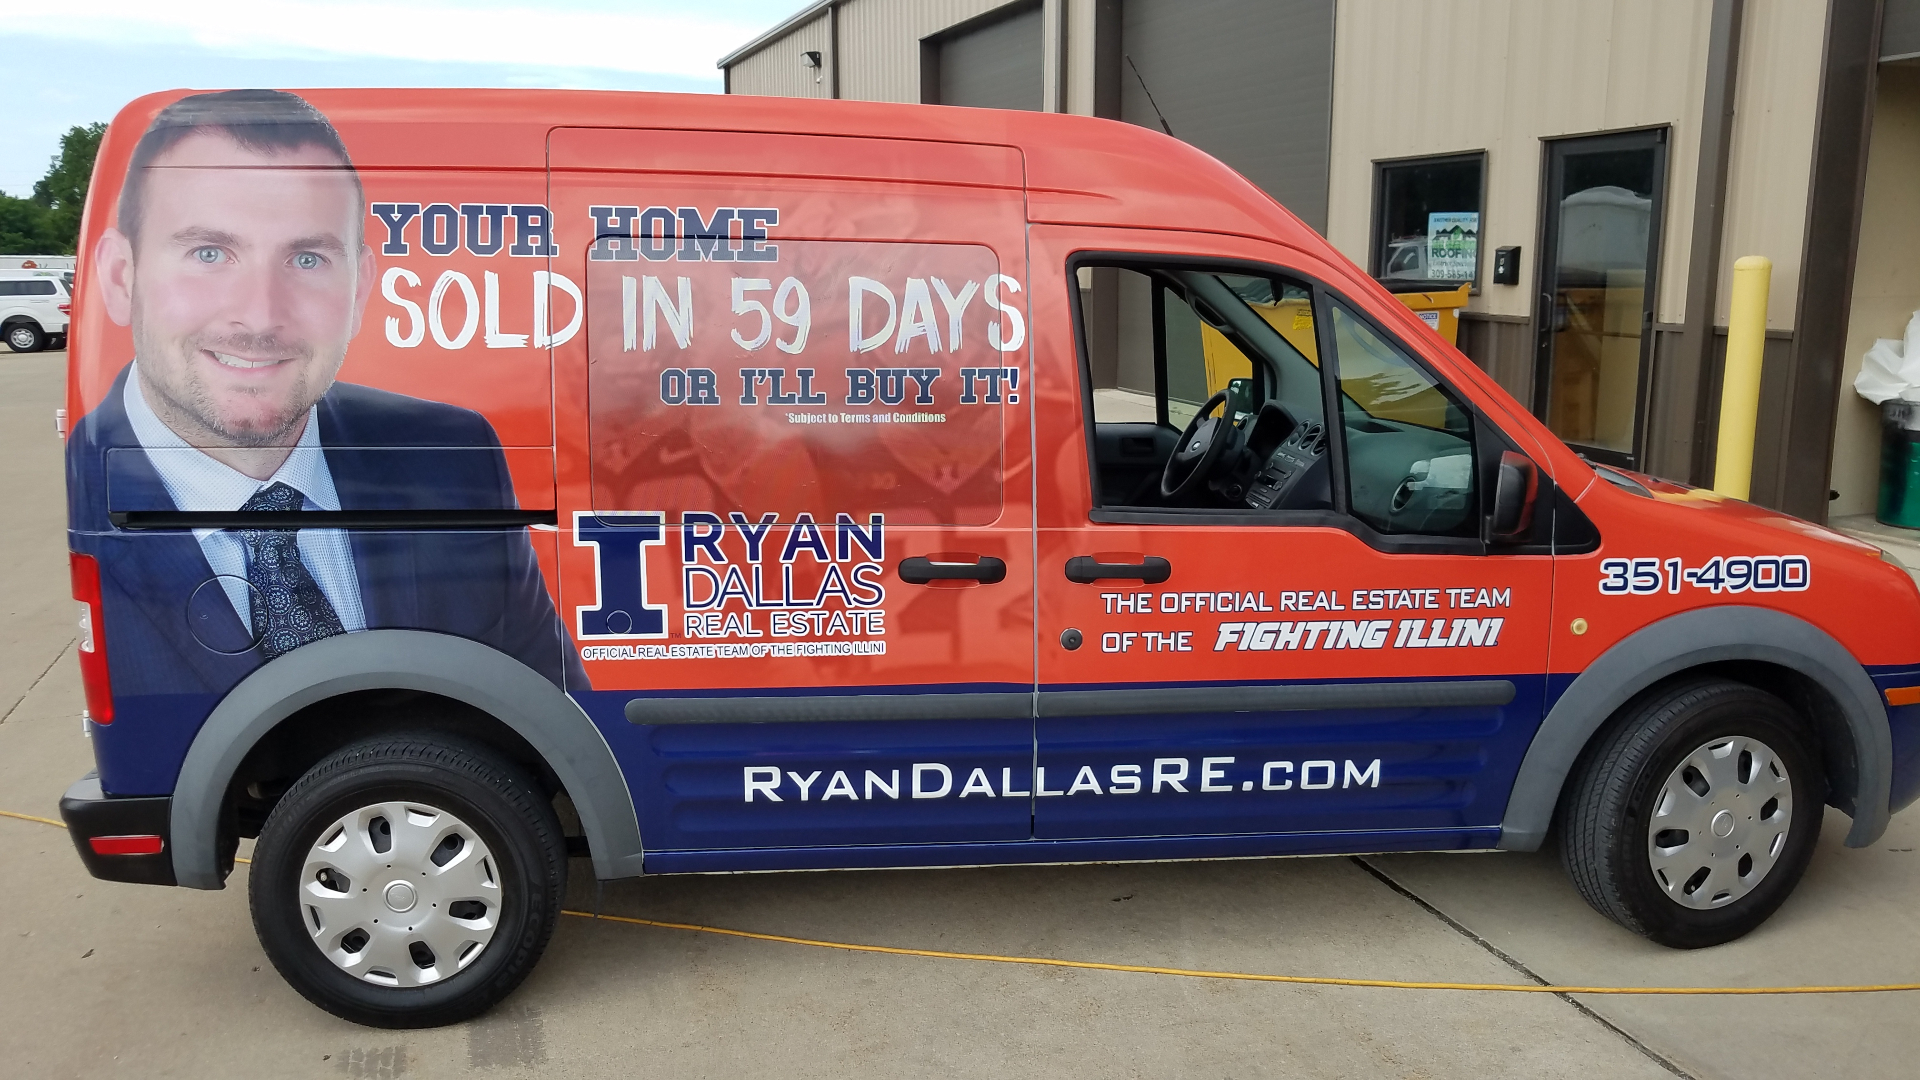 YOUR HOME
SOLD IN 59 DAYS
OR I'LL BUY IT!
*Subject to Terms and Conditions
I RYAN
DALLAS
REAL ESTATE
TM
OFFICIAL REAL ESTATE TEAM OF THE FIGHTING ILLINI
THE OFFICIAL REAL ESTATE TEAM
OF THE FIGHTING ILLINI
351-4900
RYANDALLASRE.COM
ROOFING
NOTICE